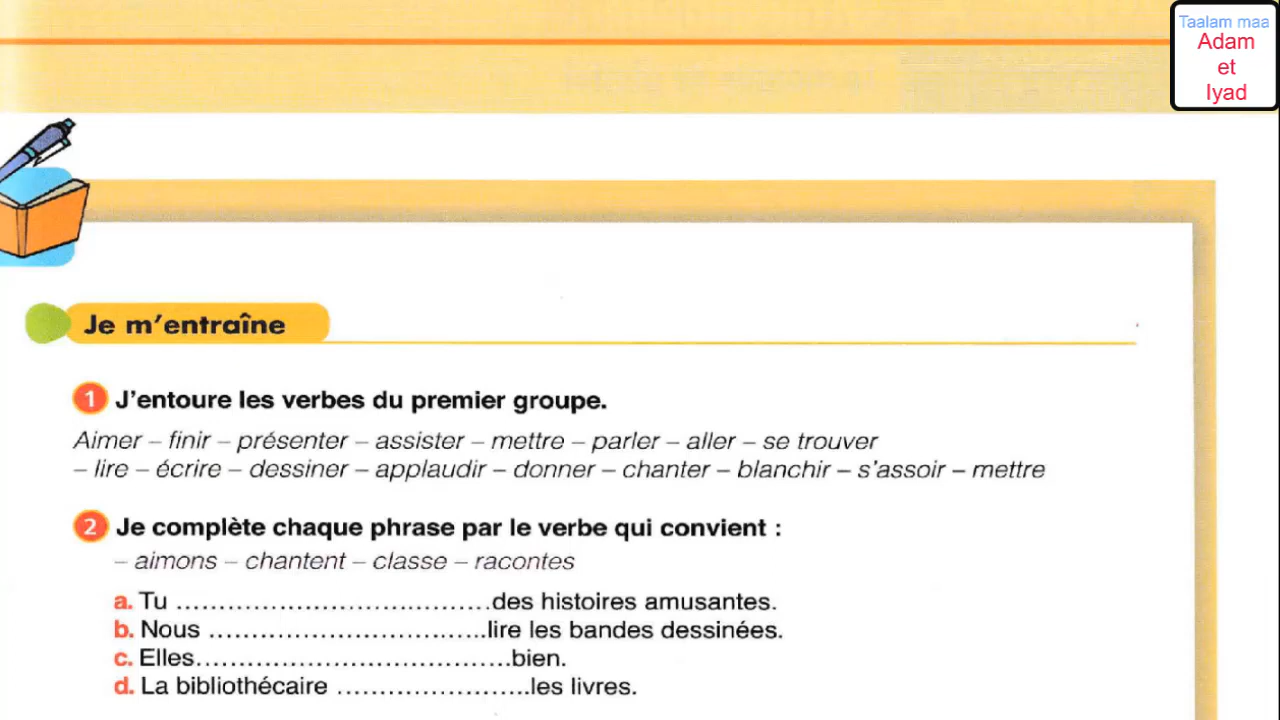 Taalam maa
Adam
et
Iyad
Je m'entraîne
1 J'entoure les verbes du premier groupe.
Aimer – finir – présenter – assister – mettre – parler – aller – se trouver
– lire – écrire – dessiner – applaudir – donner – chanter – blanchir – s'assoir – mettre
2 Je complète chaque phrase par le verbe qui convient :
– aimons – chantent – classe – racontes
a. Tu .....................................des histoires amusantes.
b. Nous ................................lire les bandes dessinées.
c. Elles.....................................bien.
d. La bibliothécaire .......................les livres.